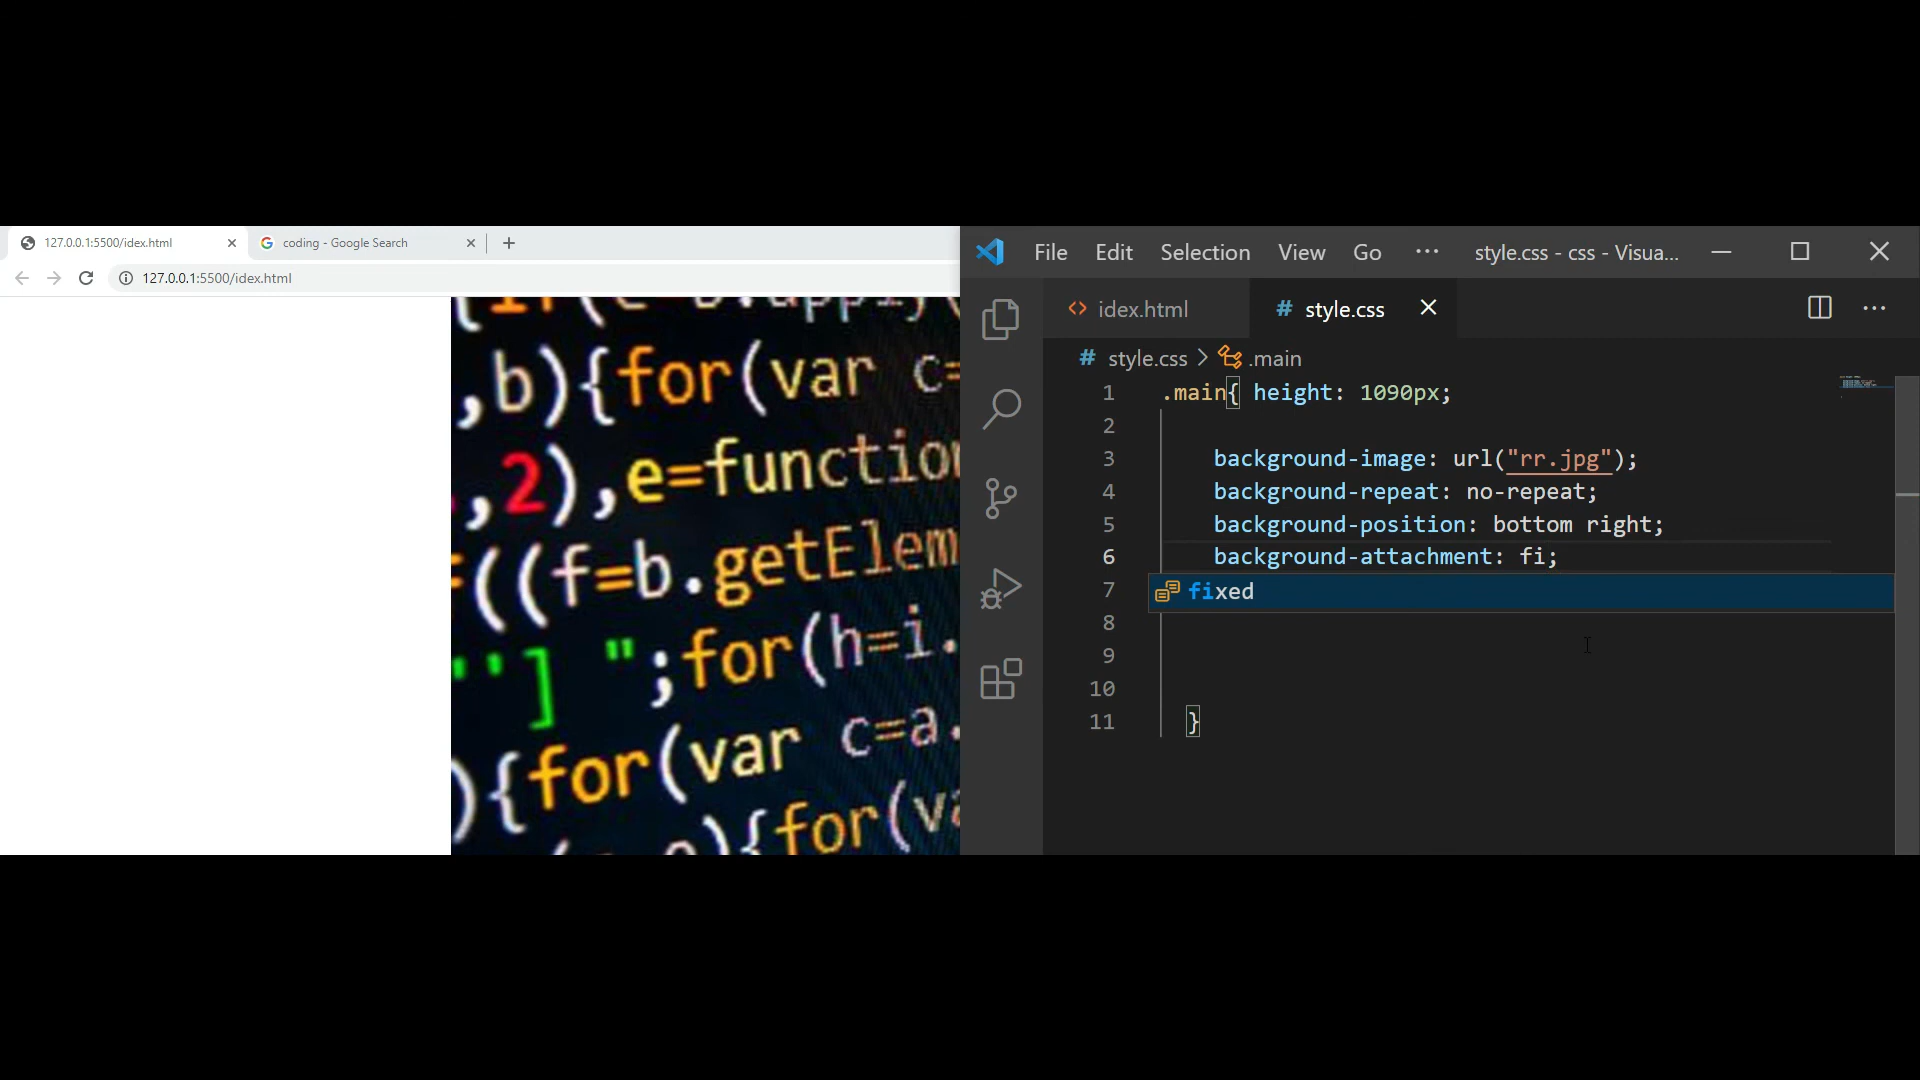 127.0.0.1:5500/idex.html
coding - Google Search
127.0.0.1:5500/idex.html
,b){for(var c=
,2),e=function
((f=b.getElem
''] ";for(h=i.
){for(var c=a.
){for(va
File Edit Selection View Go ··· style.css - css - Visua...
<> idex.html
# style.css
# style.css > .main
1 .main{ height: 1090px;
2
3 background-image: url("rr.jpg");
4 background-repeat: no-repeat;
5 background-position: bottom right;
6 background-attachment: fi;
7 fixed
8
9
10
11 }